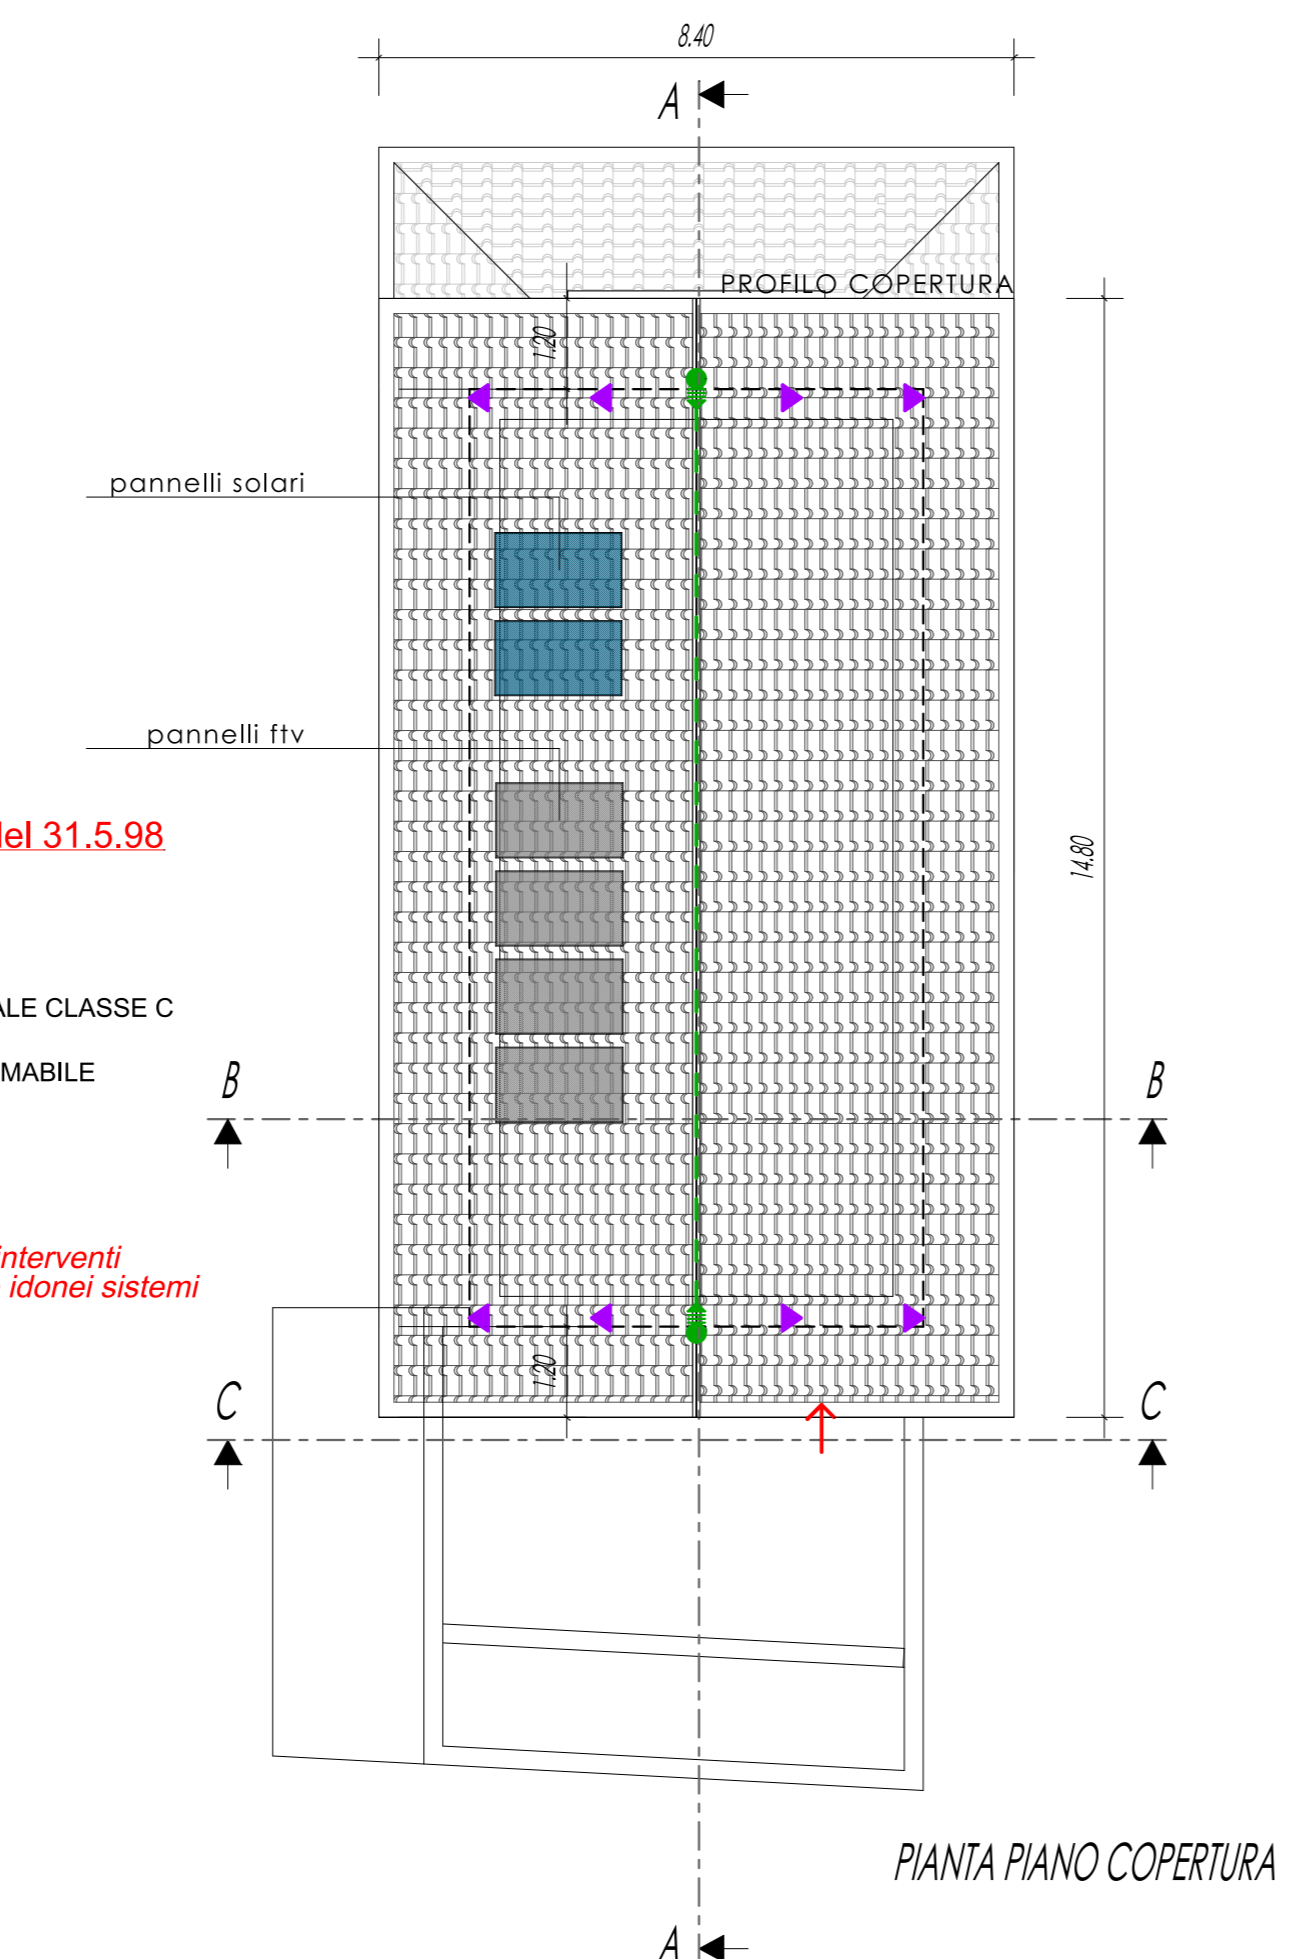 8.40
A
PROFILO COPERTURA
1.20
pannelli solari
pannelli ftv
del 31.5.98
14.80
ALE CLASSE C
MABILE
B
B
interventi
idonei sistemi
1.20
C
C
PIANTA PIANO COPERTURA
A